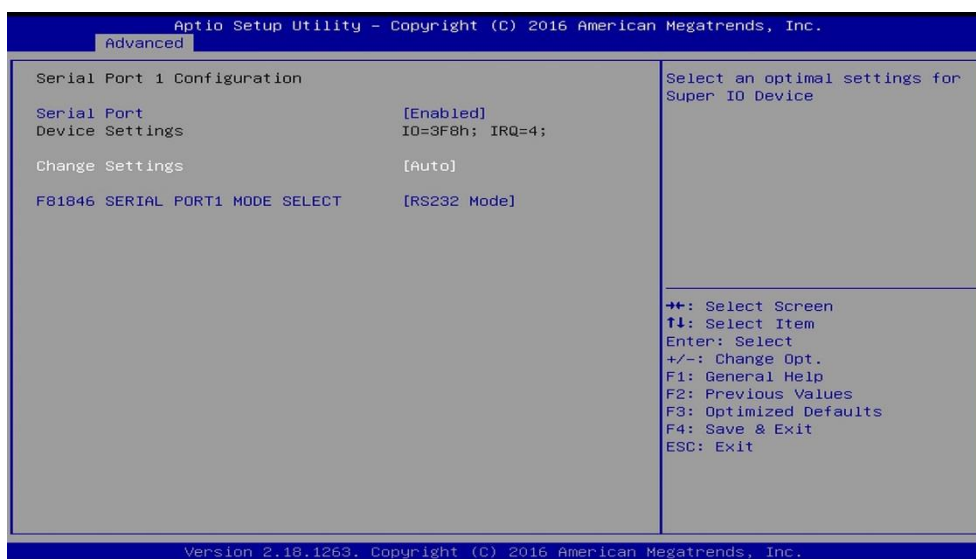 Aptio Setup Utility – Copyright (C) 2016 American Megatrends, Inc.
Advanced
Serial Port 1 Configuration
Serial Port [Enabled]
Device Settings IO=3F8h; IRQ=4;
Change Settings [Auto]
F81846 SERIAL PORT1 MODE SELECT [RS232 Mode]
Select an optimal settings for
Super IO Device
→←: Select Screen
↑↓: Select Item
Enter: Select
+/-: Change Opt.
F1: General Help
F2: Previous Values
F3: Optimized Defaults
F4: Save & Exit
ESC: Exit
Version 2.18.1263. Copyright (C) 2016 American Megatrends, Inc.